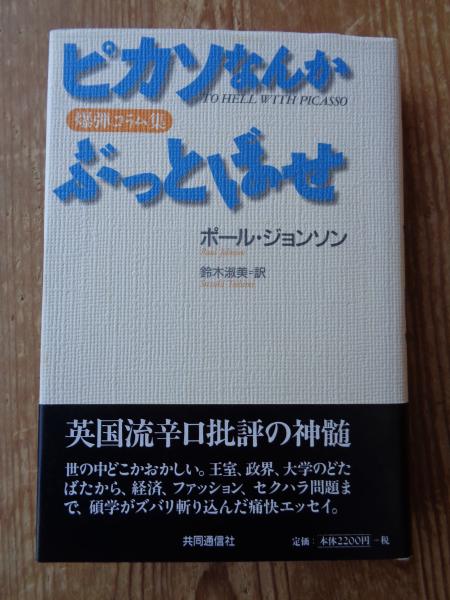 ピカソなんか
TO HELL WITH PICASSO
爆弾コラム集
ぶっとばせ
ポール・ジョンソン
Paul Johnson
鈴木淑美=訳
Suzuki Toshimi
英国流辛口批評の神髄
世の中どこかおかしい。王室、政界、大学のどた
ばたから、経済、ファッション、セクハラ問題ま
で、碩学がズバリ斬り込んだ痛快エッセイ。
共同通信社
定価：本体2200円+税